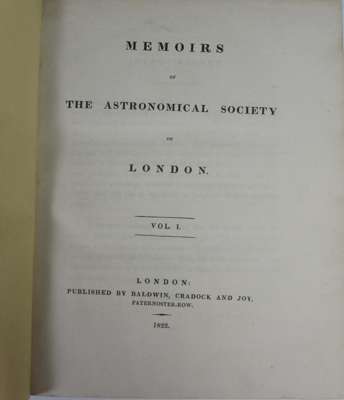 MEMOIRS
OF
THE ASTRONOMICAL SOCIETY
OF
LONDON.
VOL I.
LONDON:
PUBLISHED BY BALDWIN, CRADOCK AND JOY,
PATERNOSTER-ROW.
1822.